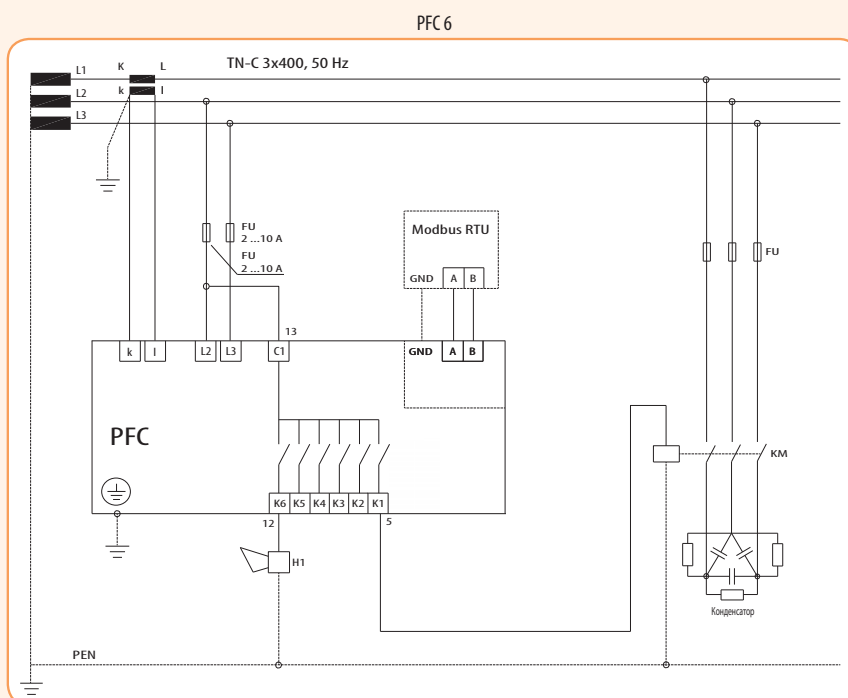 PFC 6
L1 K L TN-C 3x400, 50 Hz
L2 k l
L3
FU
2 ...10 A
FU
2 ...10 A
Modbus RTU
GND A B
FU
13
k l L2 L3 C1 GND A B
PFC
KM
K6 K5 K4 K3 K2 K1
12 5
H1
Конденсатор
PEN